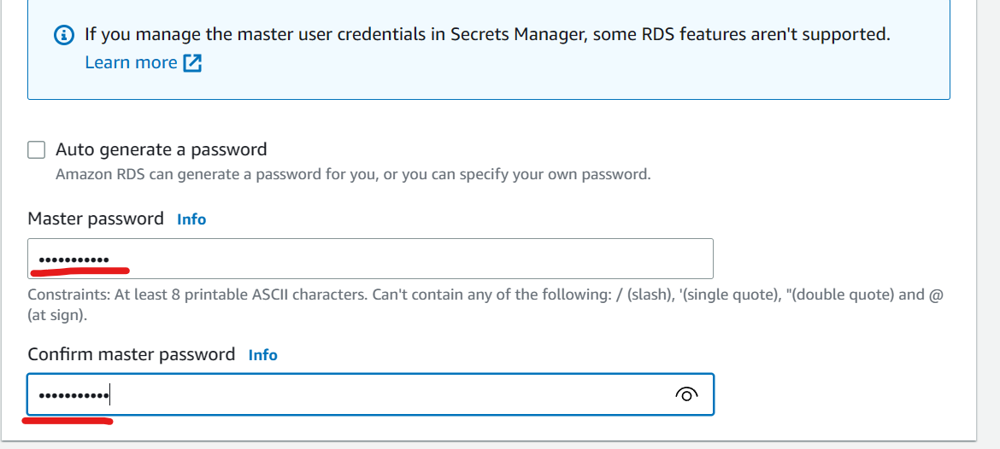 If you manage the master user credentials in Secrets Manager, some RDS features aren't supported.
Learn more
Auto generate a password
Amazon RDS can generate a password for you, or you can specify your own password.
Master password Info
•••••••••••
Constraints: At least 8 printable ASCII characters. Can't contain any of the following: / (slash), '(single quote), "(double quote) and @
(at sign).
Confirm master password Info
•••••••••••